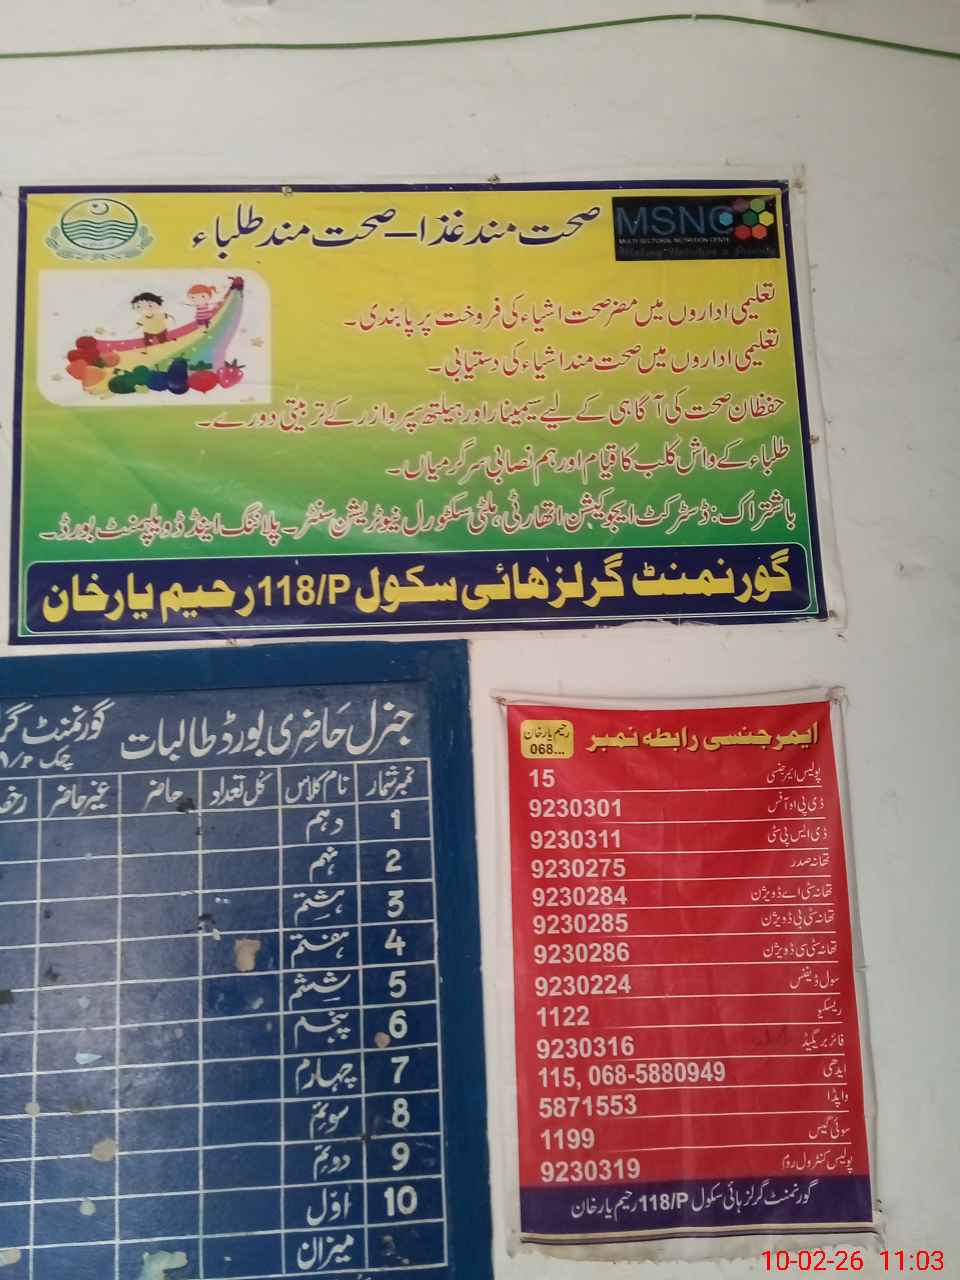 صحت مند غذا – صحت مند طلباء
MSNC
MULTI SECTORAL NUTRITION CENTE
تعلیمی اداروں میں مضر صحت اشیاء کی فروخت پر پابندی۔
تعلیمی اداروں میں صحت مند اشیاء کی دستیابی۔
حفظان صحت کی آگاہی کے لیے سیمینار اور ہیلتھ سپروائزر کے تربیتی دورے۔
طلباء کے واش کلب کا قیام اور ہم نصابی سرگرمیاں۔
باشتراک: ڈسٹرکٹ ایجوکیشن اتھارٹی، ملٹی سکٹورل نیوٹریشن سنٹر۔ پلاننگ اینڈ ڈویلپمنٹ بورڈ۔
گورنمنٹ گرلز ہائی سکول 118/P رحیم یار خان
جنرل حاضری بورڈ طالبات گورنمنٹ
چک
نمبر شمار نام کلاس کُل تعداد حاضر غیر حاضر
1 دہم
2 نہم
3 ہشتم
4 ہفتم
5 ششم
6 پنجم
7 چہارم
8 سوئم
9 دوئم
10 اوّل
میزان
ایمرجنسی رابطہ نمبر
رحیم یار خان
068...
پولیس ایمرجنسی 15
ڈی پی او آفس 9230301
ڈی ایس پی سٹی 9230311
تھانہ صدر 9230275
تھانہ سٹی اے ڈویژن 9230284
تھانہ سٹی بی ڈویژن 9230285
تھانہ سٹی سی ڈویژن 9230286
سول ڈیفنس 9230224
ریسکیو 1122
فائر بریگیڈ 9230316
ایدھی 115, 068-5880949
واپڈا 5871553
سوئی گیس 1199
پولیس کنٹرول روم 9230319
گورنمنٹ گرلز ہائی سکول 118/P رحیم یار خان
10-02-26 11:03